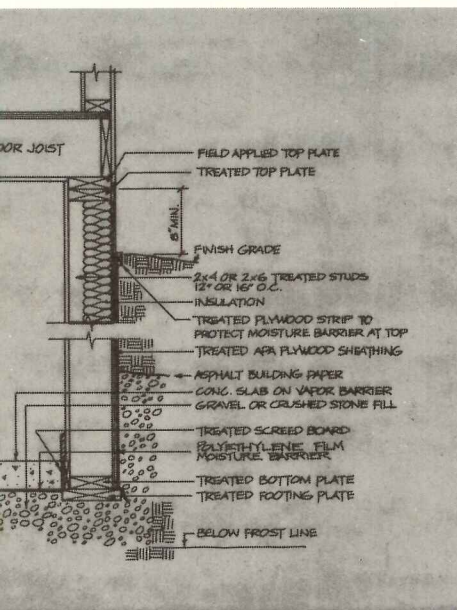 OOR JOIST
FIELD APPLIED TOP PLATE
TREATED TOP PLATE
8" MIN.
FINISH GRADE
2x4 OR 2x6 TREATED STUDS
12" OR 16" O.C.
INSULATION
TREATED PLYWOOD STRIP TO
PROTECT MOISTURE BARRIER AT TOP
TREATED APA PLYWOOD SHEATHING
ASPHALT BUILDING PAPER
CONC. SLAB ON VAPOR BARRIER
GRAVEL OR CRUSHED STONE FILL
TREATED SCREED BOARD
POLYETHYLENE FILM
MOISTURE BARRIER
TREATED BOTTOM PLATE
TREATED FOOTING PLATE
BELOW FROST LINE